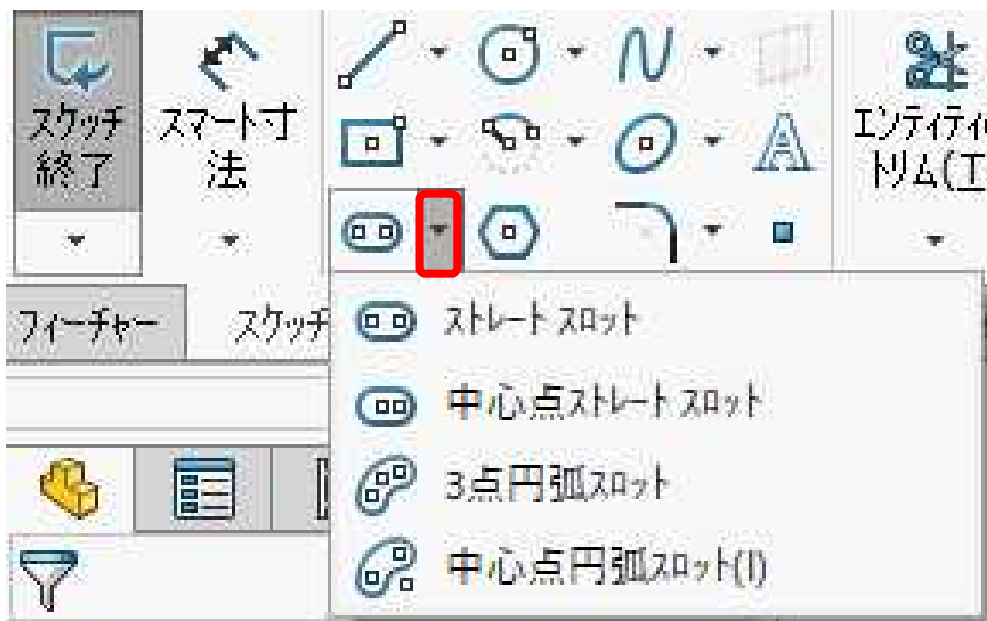 スケッチ
終了
スマート寸
法
エンティティ
トリム(エ
フィーチャー
スケッチ
ストレート スロット
中心点ストレート スロット
3点円弧スロット
中心点円弧スロット(I)